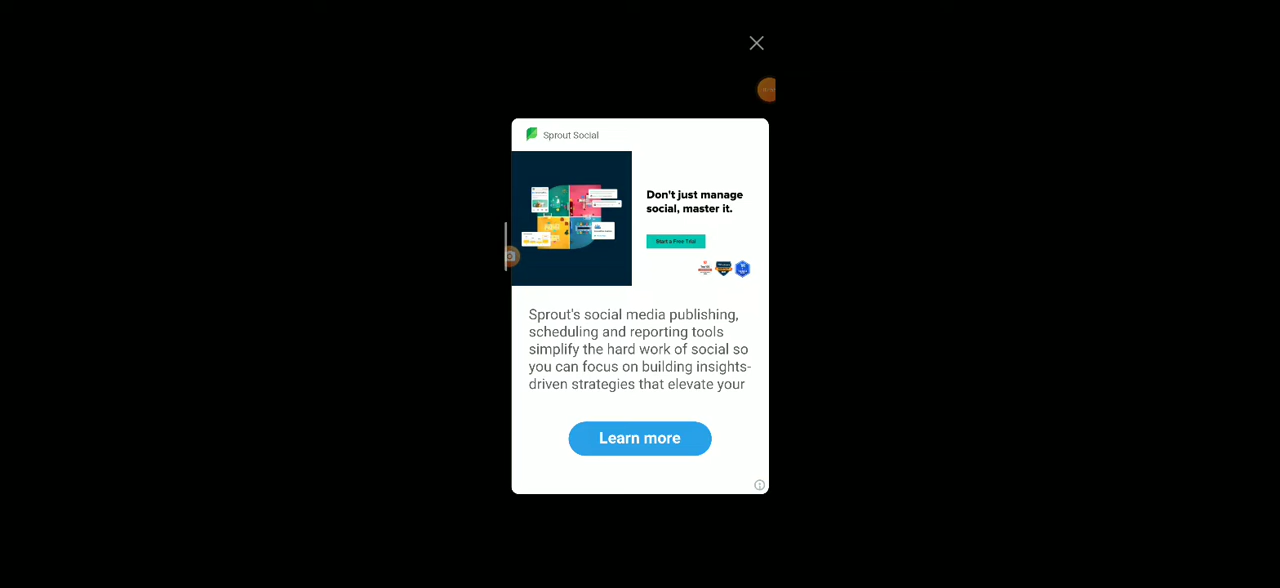 Sprout Social
Don't just manage
social, master it.
Start a Free Trial
Sprout's social media publishing,
scheduling and reporting tools
simplify the hard work of social so
you can focus on building insights-
driven strategies that elevate your
Learn more